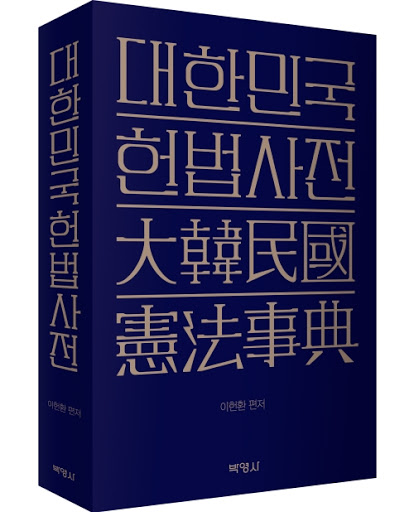 대한민국헌법사전
이헌환 편저
박영사
대한민국
헌법사전
大韓民國
憲法事典
이헌환 편저
박영사